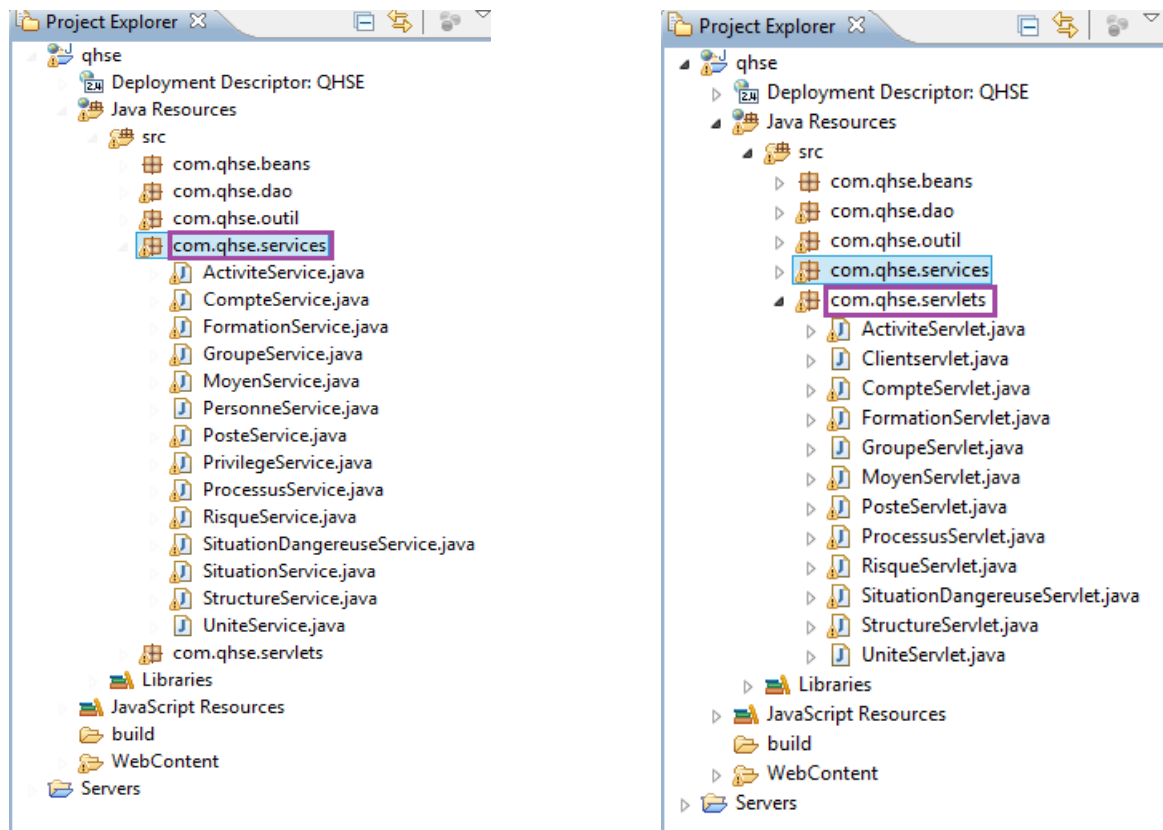 Project Explorer
qhse
Deployment Descriptor: QHSE
Java Resources
src
com.qhse.beans
com.qhse.dao
com.qhse.outil
com.qhse.services
ActiviteService.java
CompteService.java
FormationService.java
GroupeService.java
MoyenService.java
PersonneService.java
PosteService.java
PrivilegeService.java
ProcessusService.java
RisqueService.java
SituationDangereuseService.java
SituationService.java
StructureService.java
UniteService.java
com.qhse.servlets
Libraries
JavaScript Resources
build
WebContent
Servers
Project Explorer
qhse
Deployment Descriptor: QHSE
Java Resources
src
com.qhse.beans
com.qhse.dao
com.qhse.outil
com.qhse.services
com.qhse.servlets
ActiviteServlet.java
Clientservlet.java
CompteServlet.java
FormationServlet.java
GroupeServlet.java
MoyenServlet.java
PosteServlet.java
ProcessusServlet.java
RisqueServlet.java
SituationDangereuseServlet.java
StructureServlet.java
UniteServlet.java
Libraries
JavaScript Resources
build
WebContent
Servers